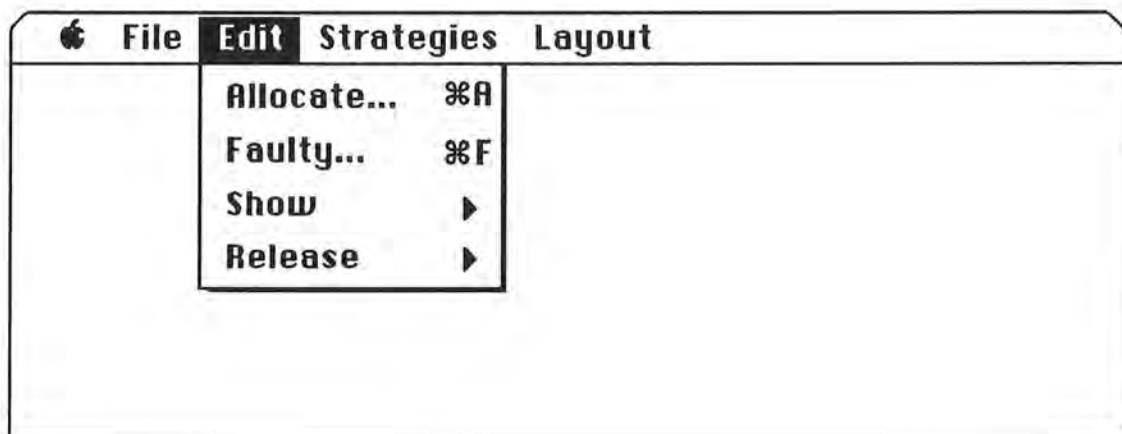 File Edit Strategies Layout
Allocate... ⌘A
Faulty... ⌘F
Show
Release